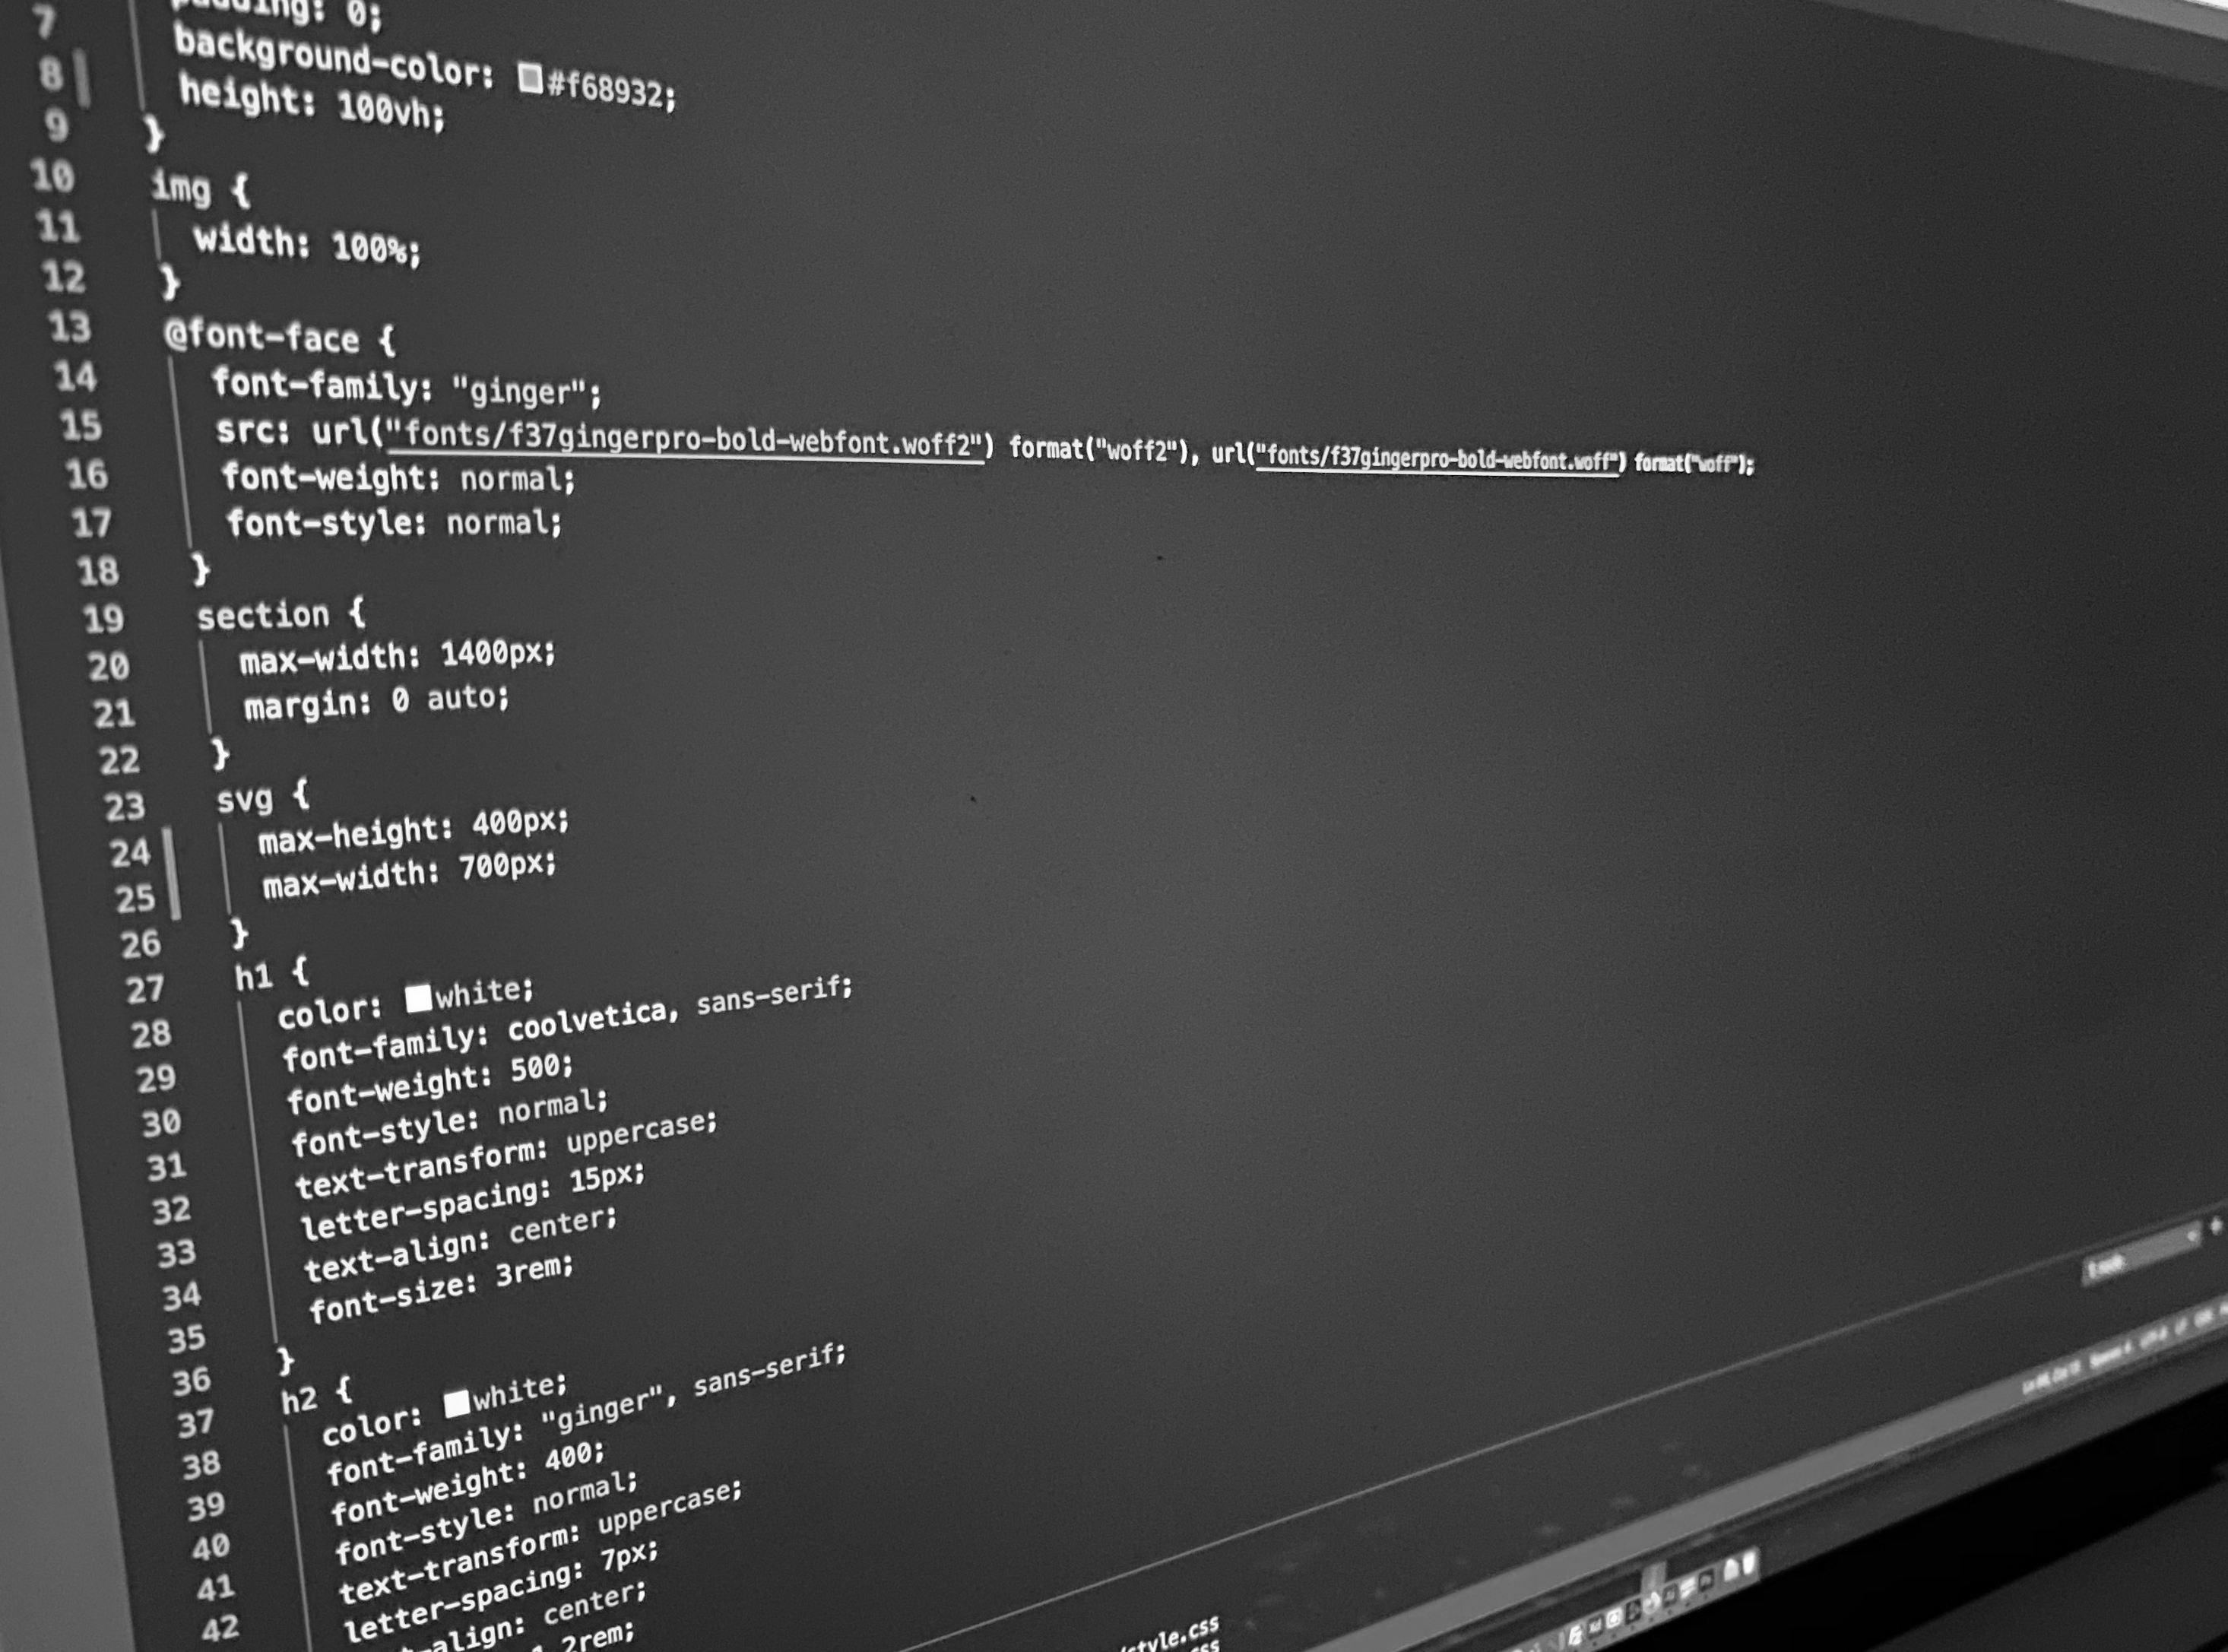 7 padding: 0;
8 background-color: #f68932;
9 height: 100vh;
10 }
11 img {
12 width: 100%;
13 }
14 @font-face {
15 font-family: "ginger";
16 src: url("fonts/f37gingerpro-bold-webfont.woff2") format("woff2"), url("fonts/f37gingerpro-bold-webfont.woff") format("woff");
17 font-weight: normal;
18 font-style: normal;
19 }
20 section {
21 max-width: 1400px;
22 margin: 0 auto;
23 }
24 svg {
25 max-height: 400px;
26 max-width: 700px;
27 }
28 h1 {
29 color: white;
30 font-family: coolvetica, sans-serif;
31 font-weight: 500;
32 font-style: normal;
33 text-transform: uppercase;
34 letter-spacing: 15px;
35 text-align: center;
36 font-size: 3rem;
37 }
38 h2 {
39 color: white;
40 font-family: "ginger", sans-serif;
41 font-weight: 400;
42 font-style: normal;
text-transform: uppercase;
letter-spacing: 7px;
-align: center;
2rem;
/style.css